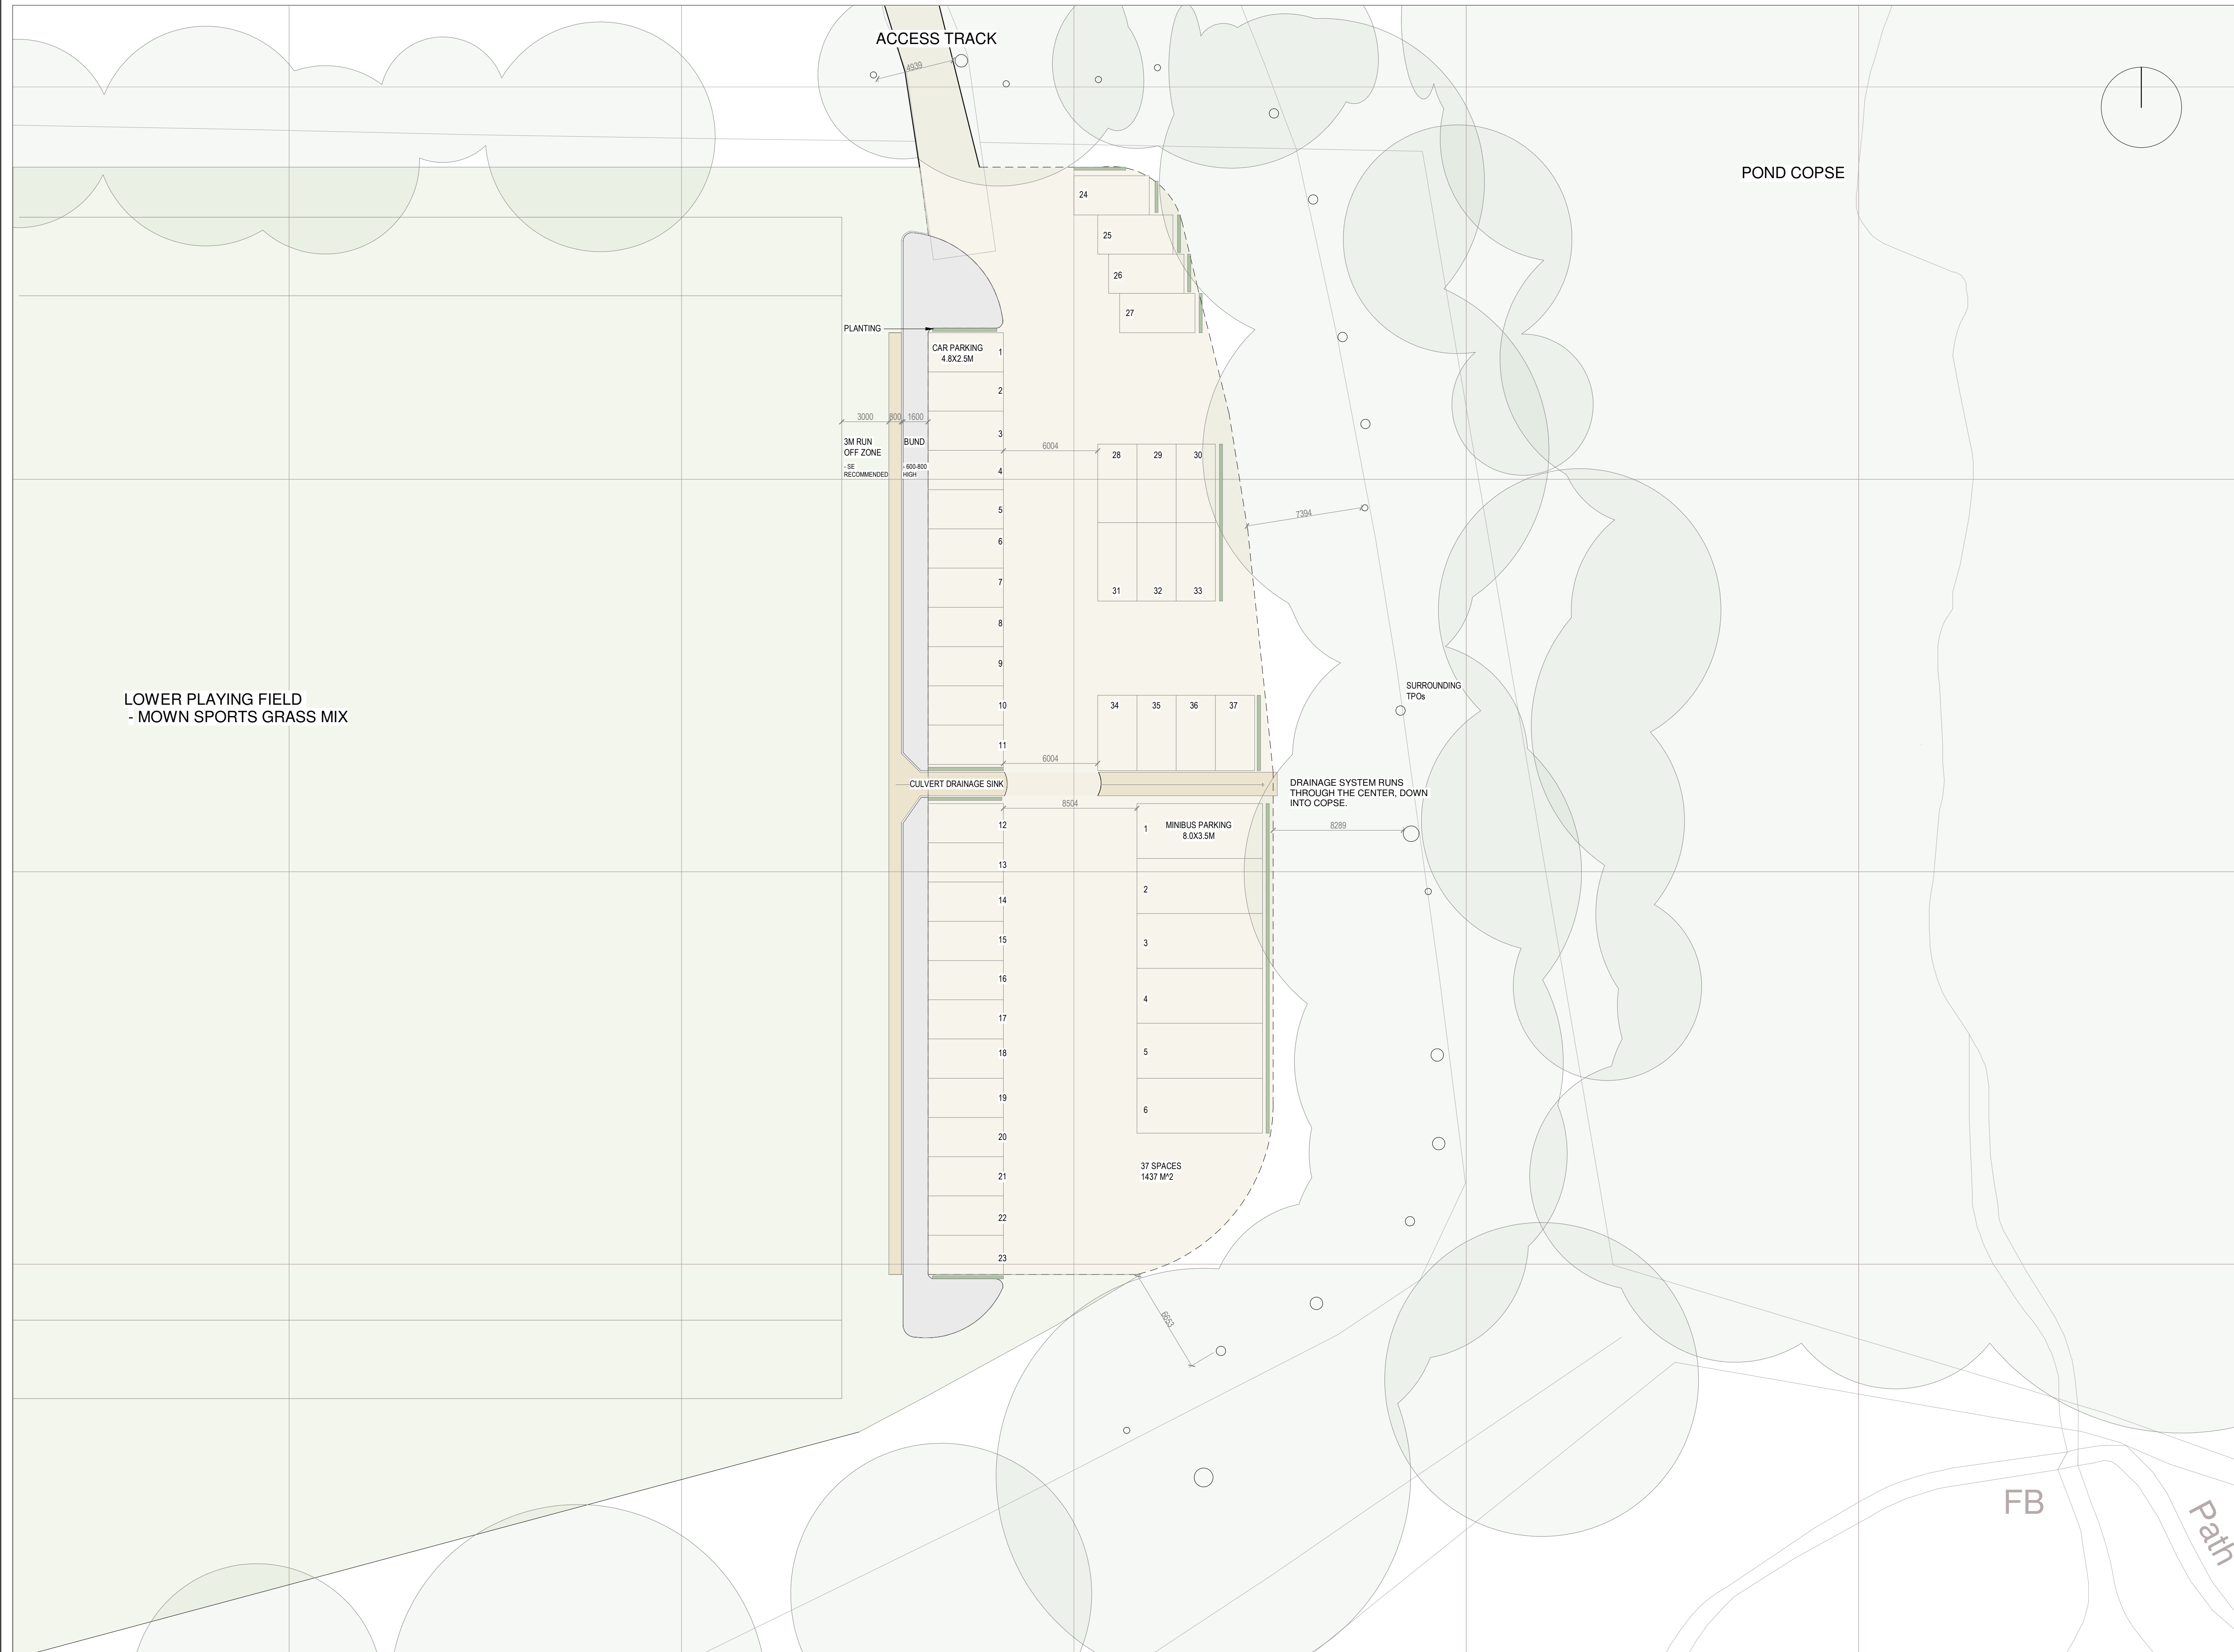 ACCESS TRACK
4939
POND COPSE
24
25
26
27
PLANTING
CAR PARKING
4.8X2.5M
1
2
3
4
5
6
7
8
9
10
11
3000
800
1600
3M RUN
OFF ZONE
- SE
RECOMMENDED
BUND
- 600-800
HIGH
6004
28
29
30
31
32
33
7394
LOWER PLAYING FIELD
- MOWN SPORTS GRASS MIX
SURROUNDING
TPOs
34
35
36
37
6004
CULVERT DRAINAGE SINK
DRAINAGE SYSTEM RUNS
THROUGH THE CENTER, DOWN
INTO COPSE.
8504
8289
12
13
14
15
16
17
18
19
20
21
22
23
MINIBUS PARKING
8.0X3.5M
1
2
3
4
5
6
37 SPACES
1437 M^2
6653
FB
Path